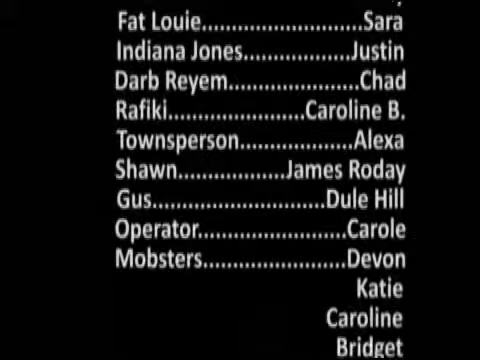 Fat Louie..........................Sara
Indiana Jones.................Justin
Darb Reyem.....................Chad
Rafiki......................Caroline B.
Townsperson..................Alexa
Shawn.................James Roday
Gus............................Dule Hill
Operator........................Carole
Mobsters.......................Devon
Katie
Caroline
Bridget